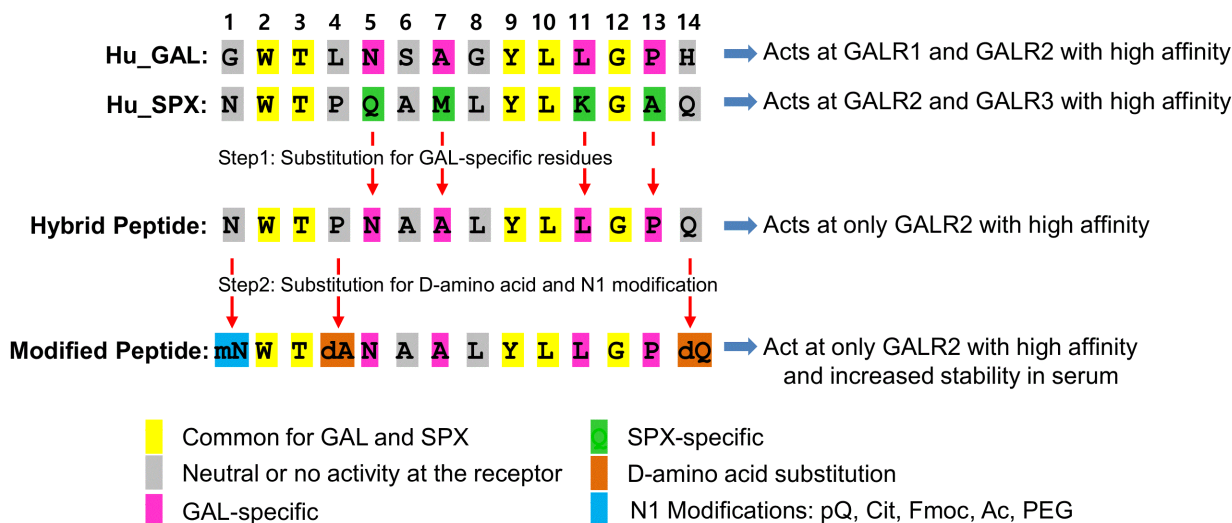 1 2 3 4 5 6 7 8 9 10 11 12 13 14
Hu_GAL: G W T L N S A G Y L L G P H Acts at GALR1 and GALR2 with high affinity
Hu_SPX: N W T P Q A M L Y L K G A Q Acts at GALR2 and GALR3 with high affinity
Step1: Substitution for GAL-specific residues
Hybrid Peptide: N W T P N A A L Y L L G P Q Acts at only GALR2 with high affinity
Step2: Substitution for D-amino acid and N1 modification
Modified Peptide: mN W T dA N A A L Y L L G P dQ Act at only GALR2 with high affinity
and increased stability in serum
Common for GAL and SPX
Neutral or no activity at the receptor
GAL-specific
Q SPX-specific
D-amino acid substitution
N1 Modifications: pQ, Cit, Fmoc, Ac, PEG